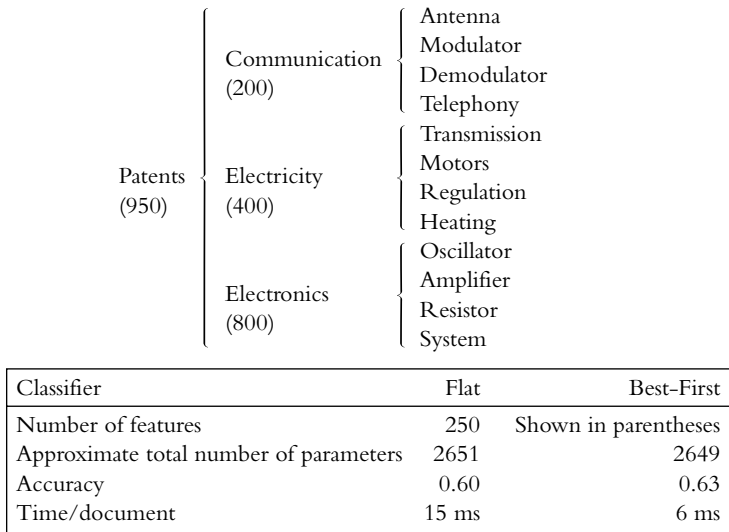 Patents
(950)
Communication
(200)
Antenna
Modulator
Demodulator
Telephony
Electricity
(400)
Transmission
Motors
Regulation
Heating
Electronics
(800)
Oscillator
Amplifier
Resistor
System
Classifier Flat Best-First
Number of features 250 Shown in parentheses
Approximate total number of parameters 2651 2649
Accuracy 0.60 0.63
Time/document 15 ms 6 ms